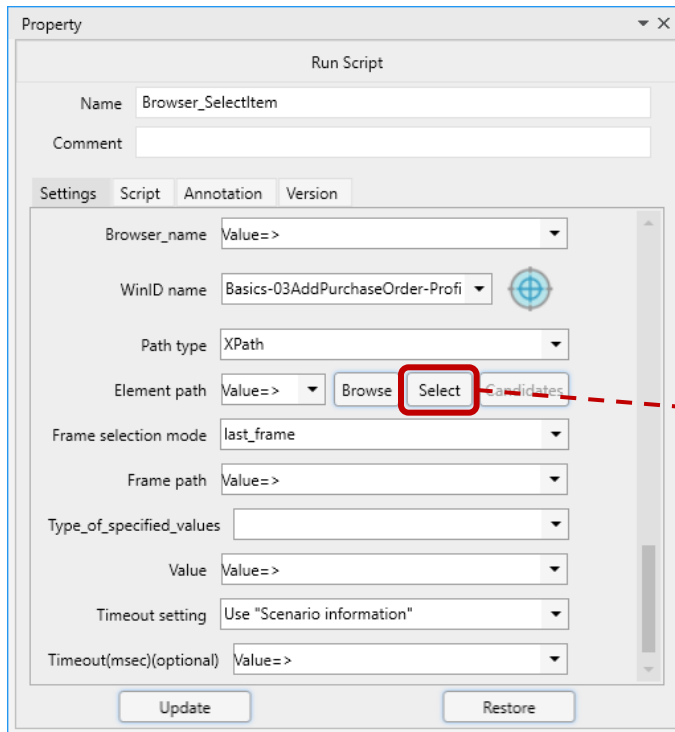 Property
Run Script
Name Browser_SelectItem
Comment
Settings Script Annotation Version
Browser_name Value=>
WinID name Basics-03AddPurchaseOrder-Profi
Path type XPath
Element path Value=> Browse Select Candidates
Frame selection mode last_frame
Frame path Value=>
Type_of_specified_values
Value Value=>
Timeout setting Use "Scenario information"
Timeout(msec)(optional) Value=>
Update Restore